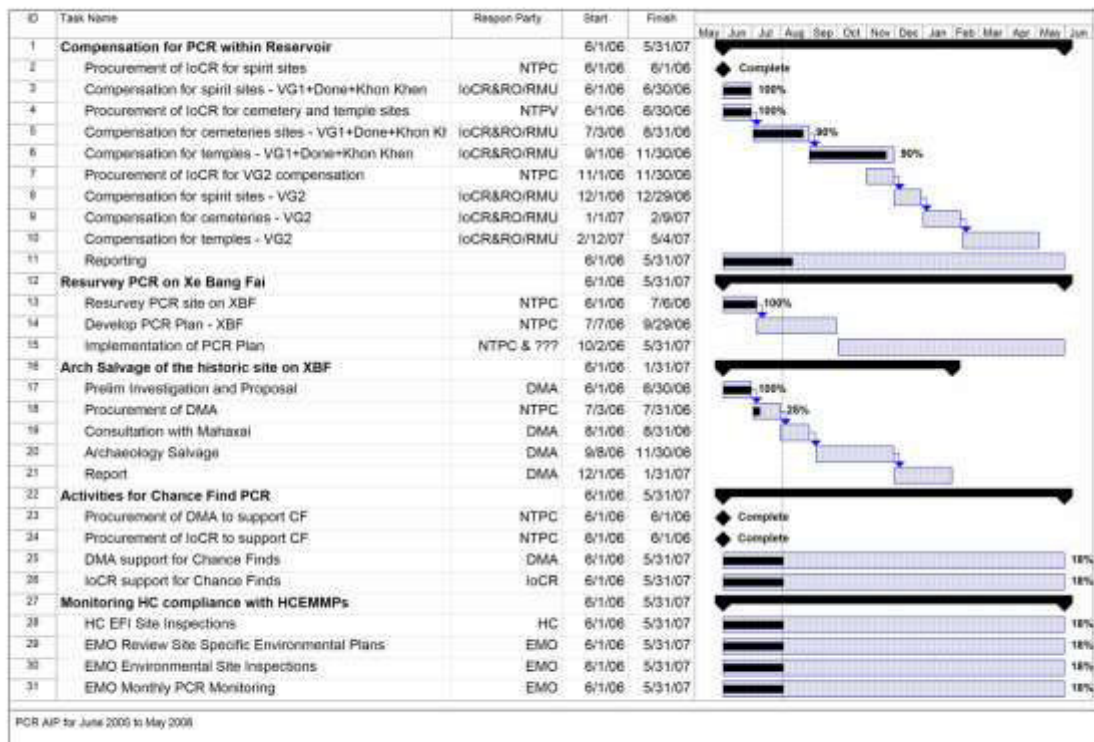 ID Task Name Respon Party Start Finish
May Jun Jul Aug Sep Oct Nov Dec Jan Feb Mar Apr May Jun
1 Compensation for PCR within Reservoir 6/1/06 5/31/07
2 Procurement of IoCR for spirit sites NTPC 6/1/06 6/1/06 Complete
3 Compensation for spirit sites - VG1+Done+Khon Khen IoCR&RO/RMU 6/1/06 6/30/06 100%
4 Procurement of IoCR for cemetery and temple sites NTPV 6/1/06 6/30/06 100%
5 Compensation for cemeteries sites - VG1+Done+Khon Kl IoCR&RO/RMU 7/3/06 8/31/06 90%
6 Compensation for temples - VG1+Done+Khon Khen IoCR&RO/RMU 9/1/06 11/30/06 90%
7 Procurement of IoCR for VG2 compensation NTPC 11/1/06 11/30/06
8 Compensation for spirit sites - VG2 IoCR&RO/RMU 12/1/06 12/29/06
9 Compensation for cemeteries - VG2 IoCR&RO/RMU 1/1/07 2/9/07
10 Compensation for temples - VG2 IoCR&RO/RMU 2/12/07 5/4/07
11 Reporting 6/1/06 5/31/07
12 Resurvey PCR on Xe Bang Fai 6/1/06 5/31/07
13 Resurvey PCR site on XBF NTPC 6/1/06 7/6/06 100%
14 Develop PCR Plan - XBF NTPC 7/7/06 9/29/06
15 Implementation of PCR Plan NTPC & ??? 10/2/06 5/31/07
16 Arch Salvage of the historic site on XBF 6/1/06 1/31/07
17 Prelim Investigation and Proposal DMA 6/1/06 6/30/06 100%
18 Procurement of DMA NTPC 7/3/06 7/31/06 25%
19 Consultation with Mahaxai DMA 8/1/06 8/31/06
20 Archaeology Salvage DMA 9/8/06 11/30/06
21 Report DMA 12/1/06 1/31/07
22 Activities for Chance Find PCR 6/1/06 5/31/07
23 Procurement of DMA to support CF NTPC 6/1/06 6/1/06 Complete
24 Procurement of IoCR to support CF NTPC 6/1/06 6/1/06 Complete
25 DMA support for Chance Finds DMA 6/1/06 5/31/07 18%
26 IoCR support for Chance Finds IoCR 6/1/06 5/31/07 18%
27 Monitoring HC compliance with HCEMMPs 6/1/06 5/31/07
28 HC EFI Site Inspections HC 6/1/06 5/31/07 18%
29 EMO Review Site Specific Environmental Plans EMO 6/1/06 5/31/07 18%
30 EMO Environmental Site Inspections EMO 6/1/06 5/31/07 18%
31 EMO Monthly PCR Monitoring EMO 6/1/06 5/31/07 18%
PCR AIP for June 2005 to May 2006